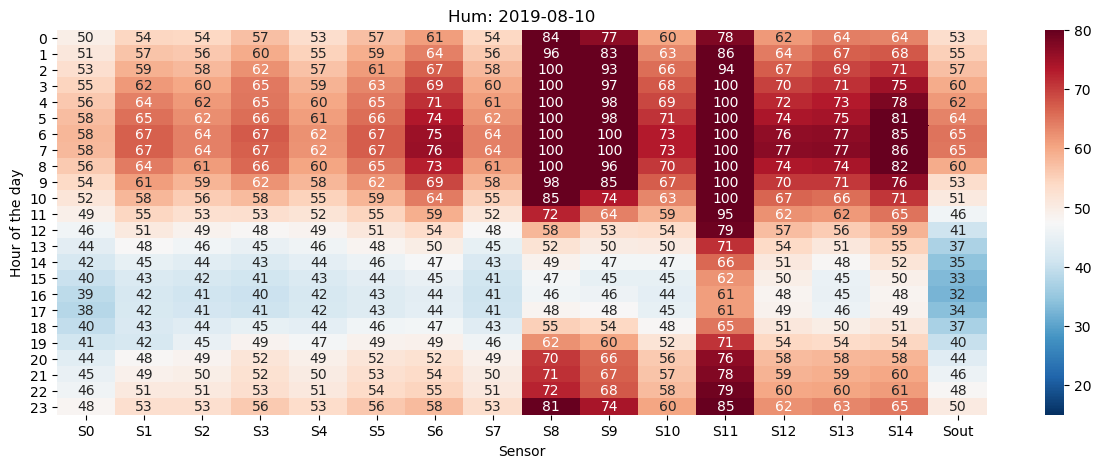 Hum: 2019-08-10
0 50 54 54 57 53 57 61 54 84 77 60 78 62 64 64 53
1 51 57 56 60 55 59 64 56 96 83 63 86 64 67 68 55
2 53 59 58 62 57 61 67 58 100 93 66 94 67 69 71 57
3 55 62 60 65 59 63 69 60 100 97 68 100 70 71 75 60
4 56 64 62 65 60 65 71 61 100 98 69 100 72 73 78 62
5 58 65 62 66 61 66 74 62 100 98 71 100 74 75 81 64
6 58 67 64 67 62 67 75 64 100 100 73 100 76 77 85 65
7 58 67 64 67 62 67 76 64 100 100 73 100 77 77 86 65
8 56 64 61 66 60 65 73 61 100 96 70 100 74 74 82 60
9 54 61 59 62 58 62 69 58 98 85 67 100 70 71 76 53
10 52 58 56 58 55 59 64 55 85 74 63 100 67 66 71 51
11 49 55 53 53 52 55 59 52 72 64 59 95 62 62 65 46
12 46 51 49 48 49 51 54 48 58 53 54 79 57 56 59 41
13 44 48 46 45 46 48 50 45 52 50 50 71 54 51 55 37
14 42 45 44 43 44 46 47 43 49 47 47 66 51 48 52 35
15 40 43 42 41 43 44 45 41 47 45 45 62 50 45 50 33
16 39 42 41 40 42 43 44 41 46 46 44 61 48 45 48 32
17 38 42 41 41 42 43 44 41 48 48 45 61 49 46 49 34
18 40 43 44 45 44 46 47 43 55 54 48 65 51 50 51 37
19 41 42 45 49 47 49 49 46 62 60 52 71 54 54 54 40
20 44 48 49 52 49 52 52 49 70 66 56 76 58 58 58 44
21 45 49 50 52 50 53 54 50 71 67 57 78 59 59 60 46
22 46 51 51 53 51 54 55 51 72 68 58 79 60 60 61 48
23 48 53 53 56 53 56 58 53 81 74 60 85 62 63 65 50
S0 S1 S2 S3 S4 S5 S6 S7 S8 S9 S10 S11 S12 S13 S14 Sout
Sensor
Hour of the day
80
70
60
50
40
30
20